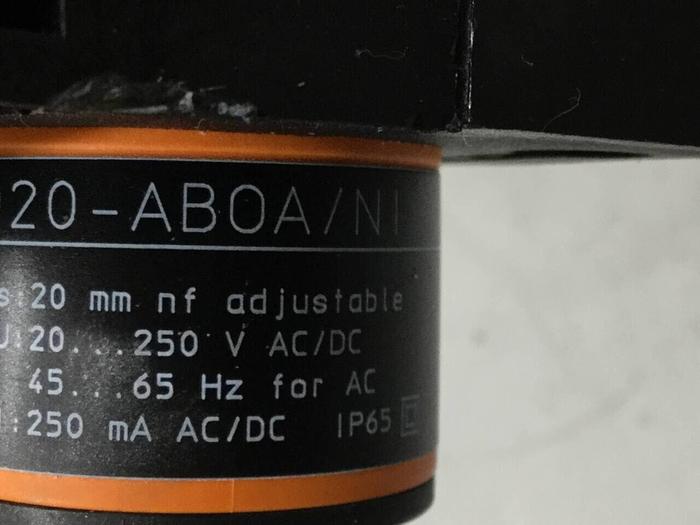 020-ABOA/NI
s:20 mm nf adjustable
U:20...250 V AC/DC
45...65 Hz for AC
I:250 mA AC/DC IP65